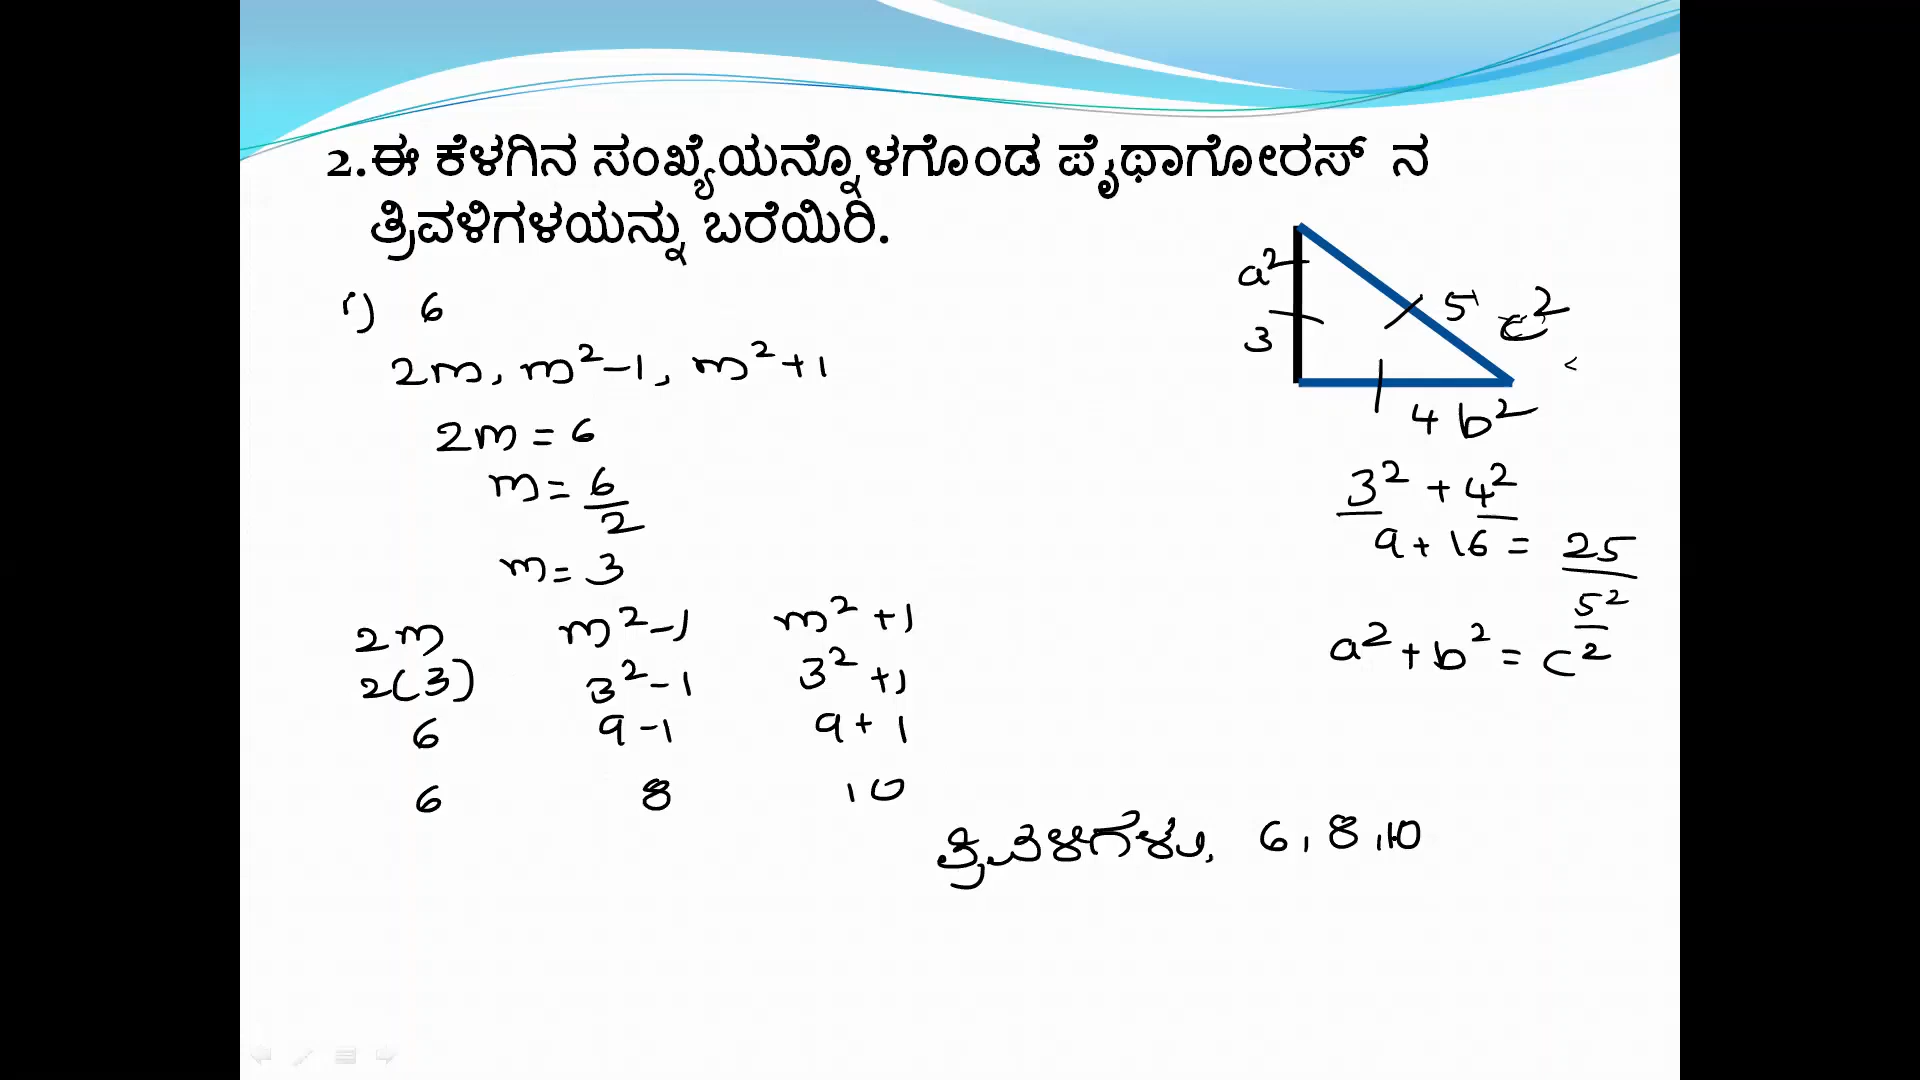 2.ಈ ಕೆಳಗಿನ ಸಂಖ್ಯೆಯನ್ನೊಳಗೊಂಡ ಪೈಥಾಗೋರಸ್ ನ
ತ್ರಿವಳಿಗಳಯನ್ನು ಬರೆಯಿರಿ.
i) 6
2m, m²-1, m²+1
2m = 6
m = 6/2
m = 3
2m m²-1 m²+1
2(3) 3²-1 3²+1
6 9-1 9+1
6 8 10
ತ್ರಿವಳಿಗಳು, 6, 8, 10
a²
3
5 c²
4 b²
3² + 4²
9 + 16 = 25
5²
a² + b² = c²